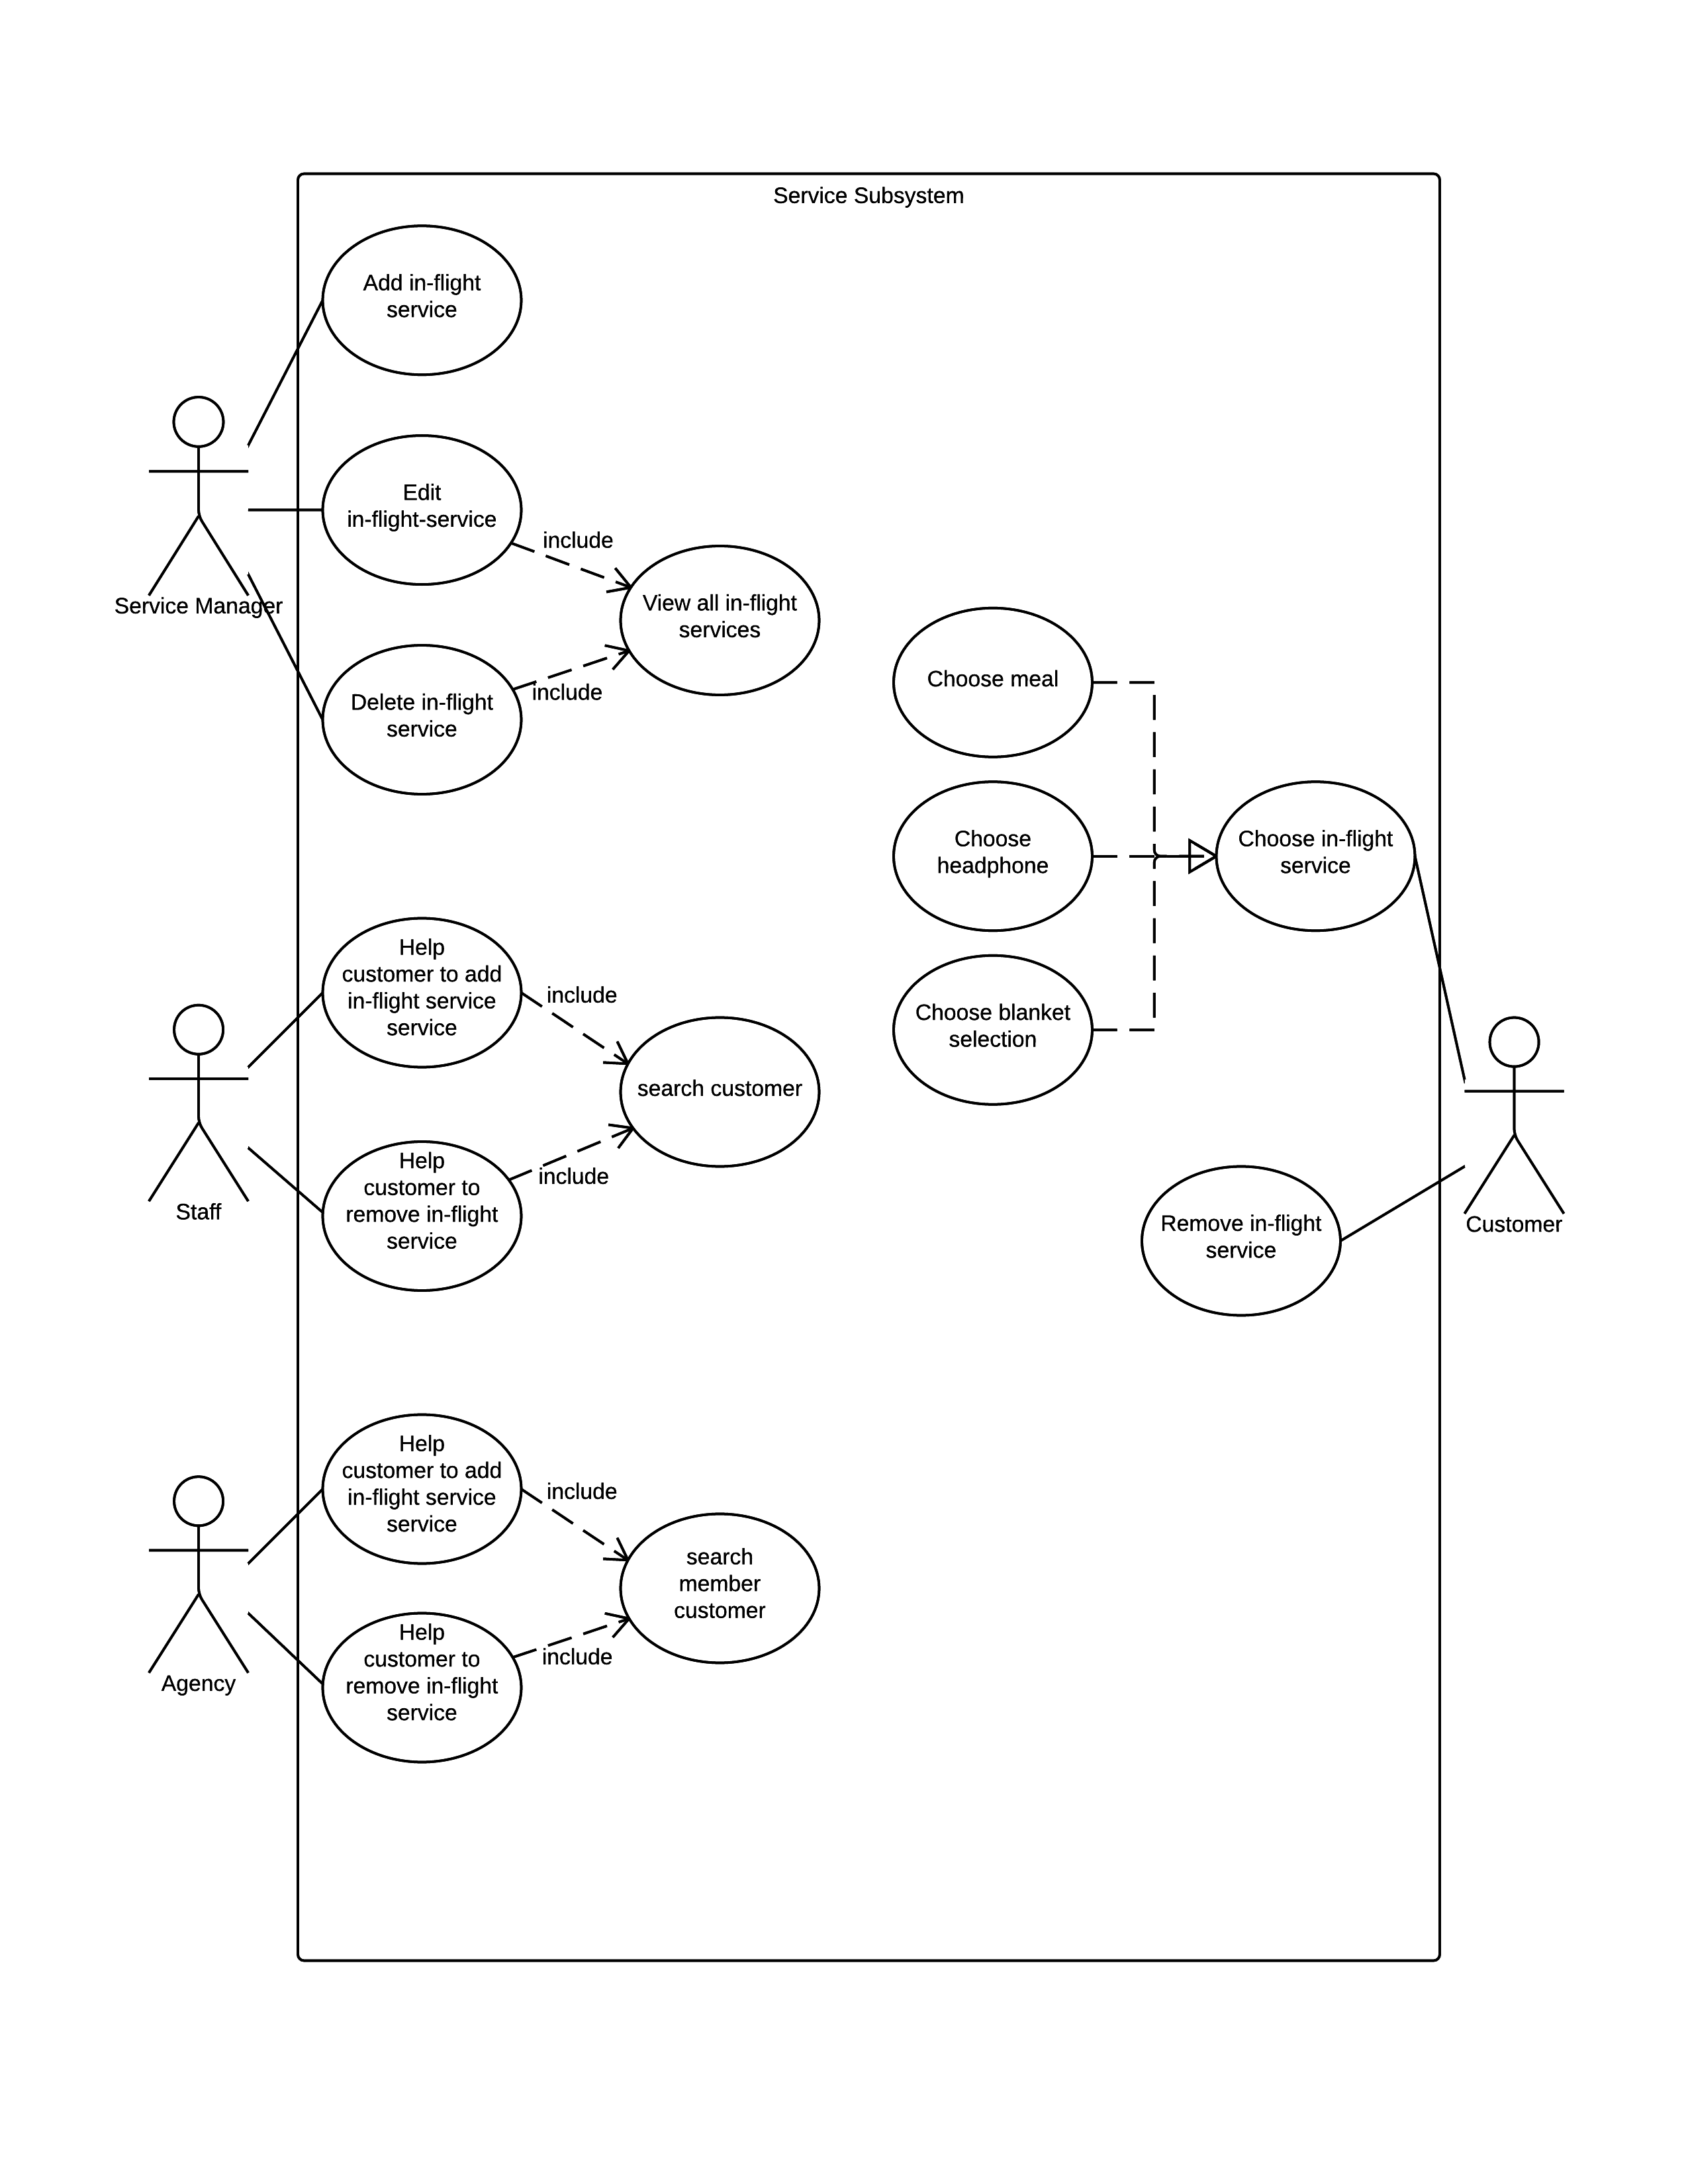 Service Subsystem
Add in-flight
service
Edit
in-flight-service
include
View all in-flight
services
Service Manager
include
Delete in-flight
service
Choose meal
Choose
headphone
Choose in-flight
service
Choose blanket
selection
Help
customer to add
in-flight service
service
include
search customer
Help
customer to
remove in-flight
service
include
Staff
Remove in-flight
service
Customer
Help
customer to add
in-flight service
service
include
search
member
customer
Help
customer to
remove in-flight
service
include
Agency